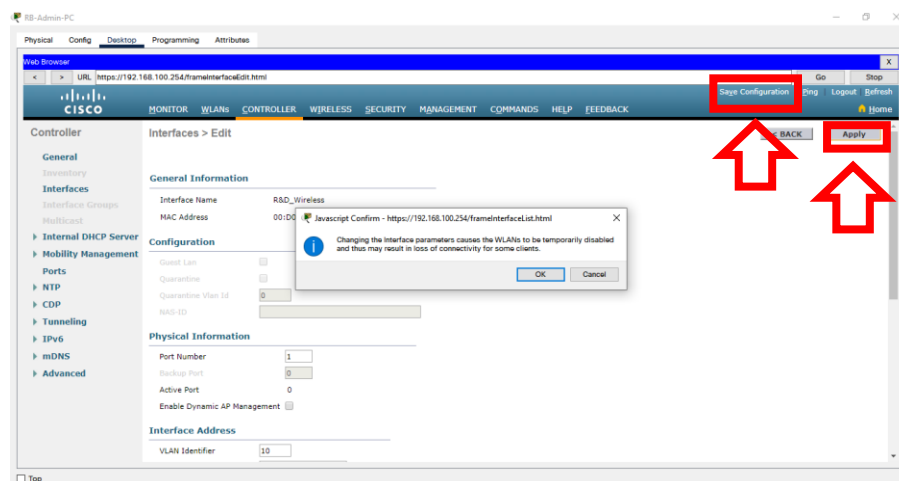 RB-Admin-PC
Physical Config Desktop Programming Attributes
Web Browser X
< > URL https://192.168.100.254/frameInterfaceEdit.html Go Stop
Save Configuration Ping Logout Refresh
CISCO MONITOR WLANs CONTROLLER WIRELESS SECURITY MANAGEMENT COMMANDS HELP FEEDBACK Home
Controller Interfaces > Edit < BACK Apply
General
Inventory General Information
Interfaces Interface Name R&D_Wireless
Interface Groups MAC Address 00:D0
Multicast
Javascript Confirm - https://192.168.100.254/frameInterfaceList.html
Changing the Interface parameters causes the WLANs to be temporarily disabled
and thus may result in loss of connectivity for some clients.
OK Cancel
Internal DHCP Server Configuration
Mobility Management Guest Lan
Ports Quarantine
NTP Quarantine Vlan Id 0
CDP NAS-ID
Tunneling
IPv6 Physical Information
mDNS Port Number 1
Advanced Backup Port 0
Active Port 0
Enable Dynamic AP Management
Interface Address
VLAN Identifier 10
Top